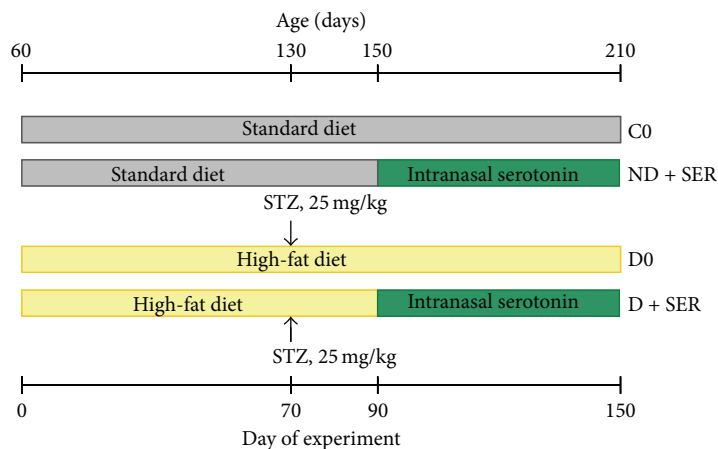 Age (days)
60 130 150 210
Standard diet C0
Standard diet Intranasal serotonin ND + SER
STZ, 25 mg/kg
High-fat diet D0
High-fat diet Intranasal serotonin D + SER
STZ, 25 mg/kg
0 70 90 150
Day of experiment